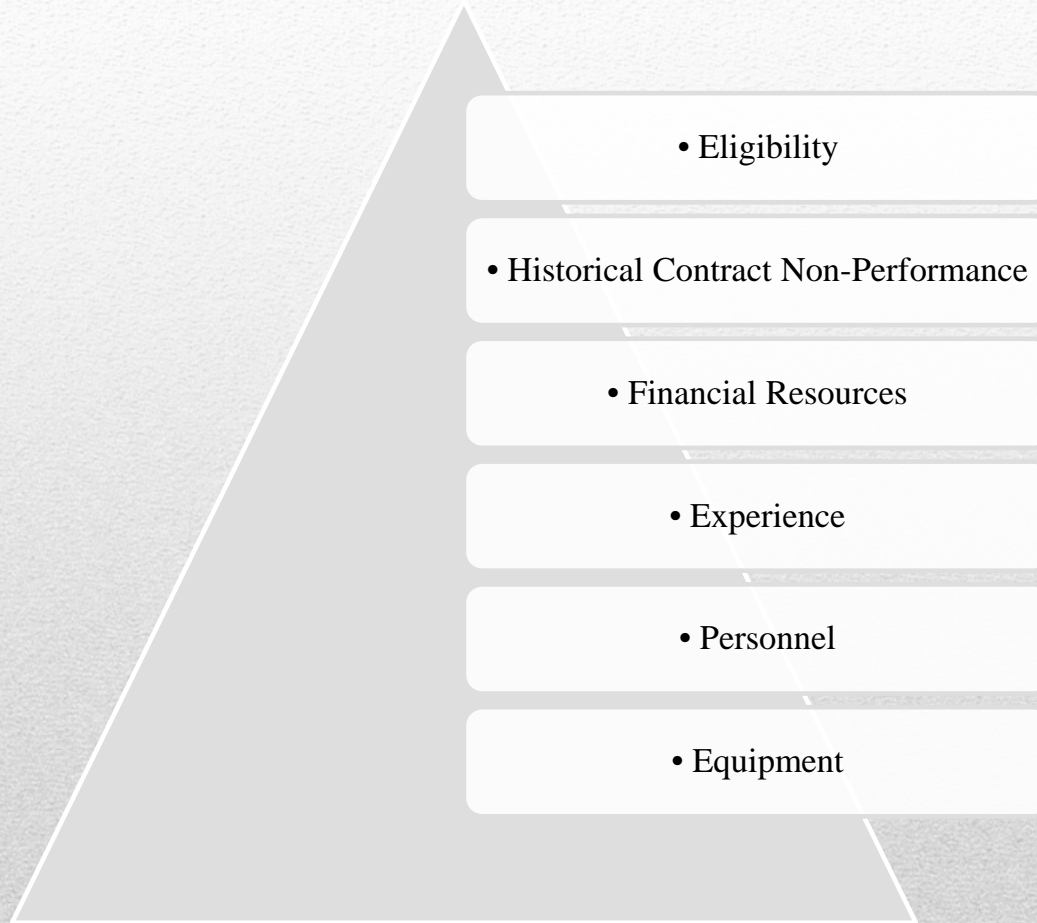 • Eligibility
• Historical Contract Non-Performance
• Financial Resources
• Experience
• Personnel
• Equipment